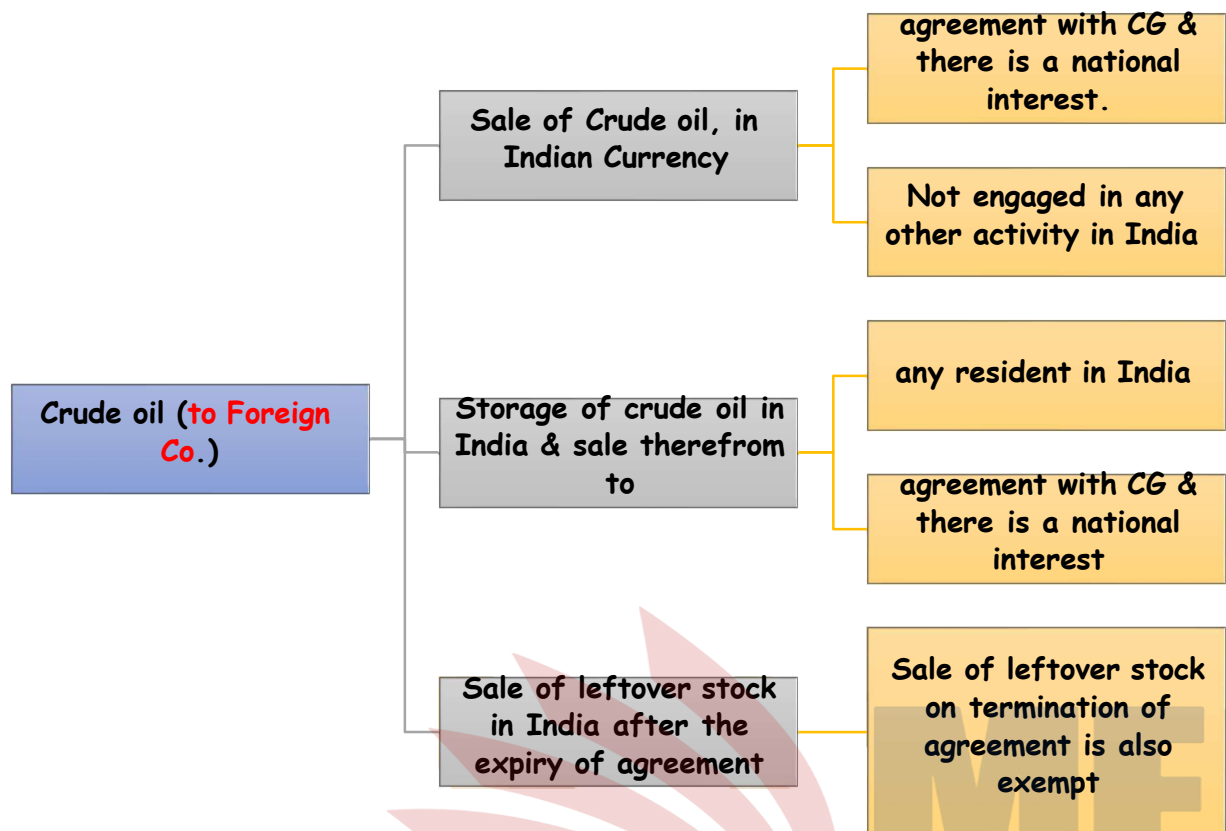 Crude oil (to Foreign
Co.)
Sale of Crude oil, in
Indian Currency
agreement with CG &
there is a national
interest.
Not engaged in any
other activity in India
Storage of crude oil in
India & sale therefrom
to
any resident in India
agreement with CG &
there is a national
interest
Sale of leftover stock
in India after the
expiry of agreement
Sale of leftover stock
on termination of
agreement is also
exempt